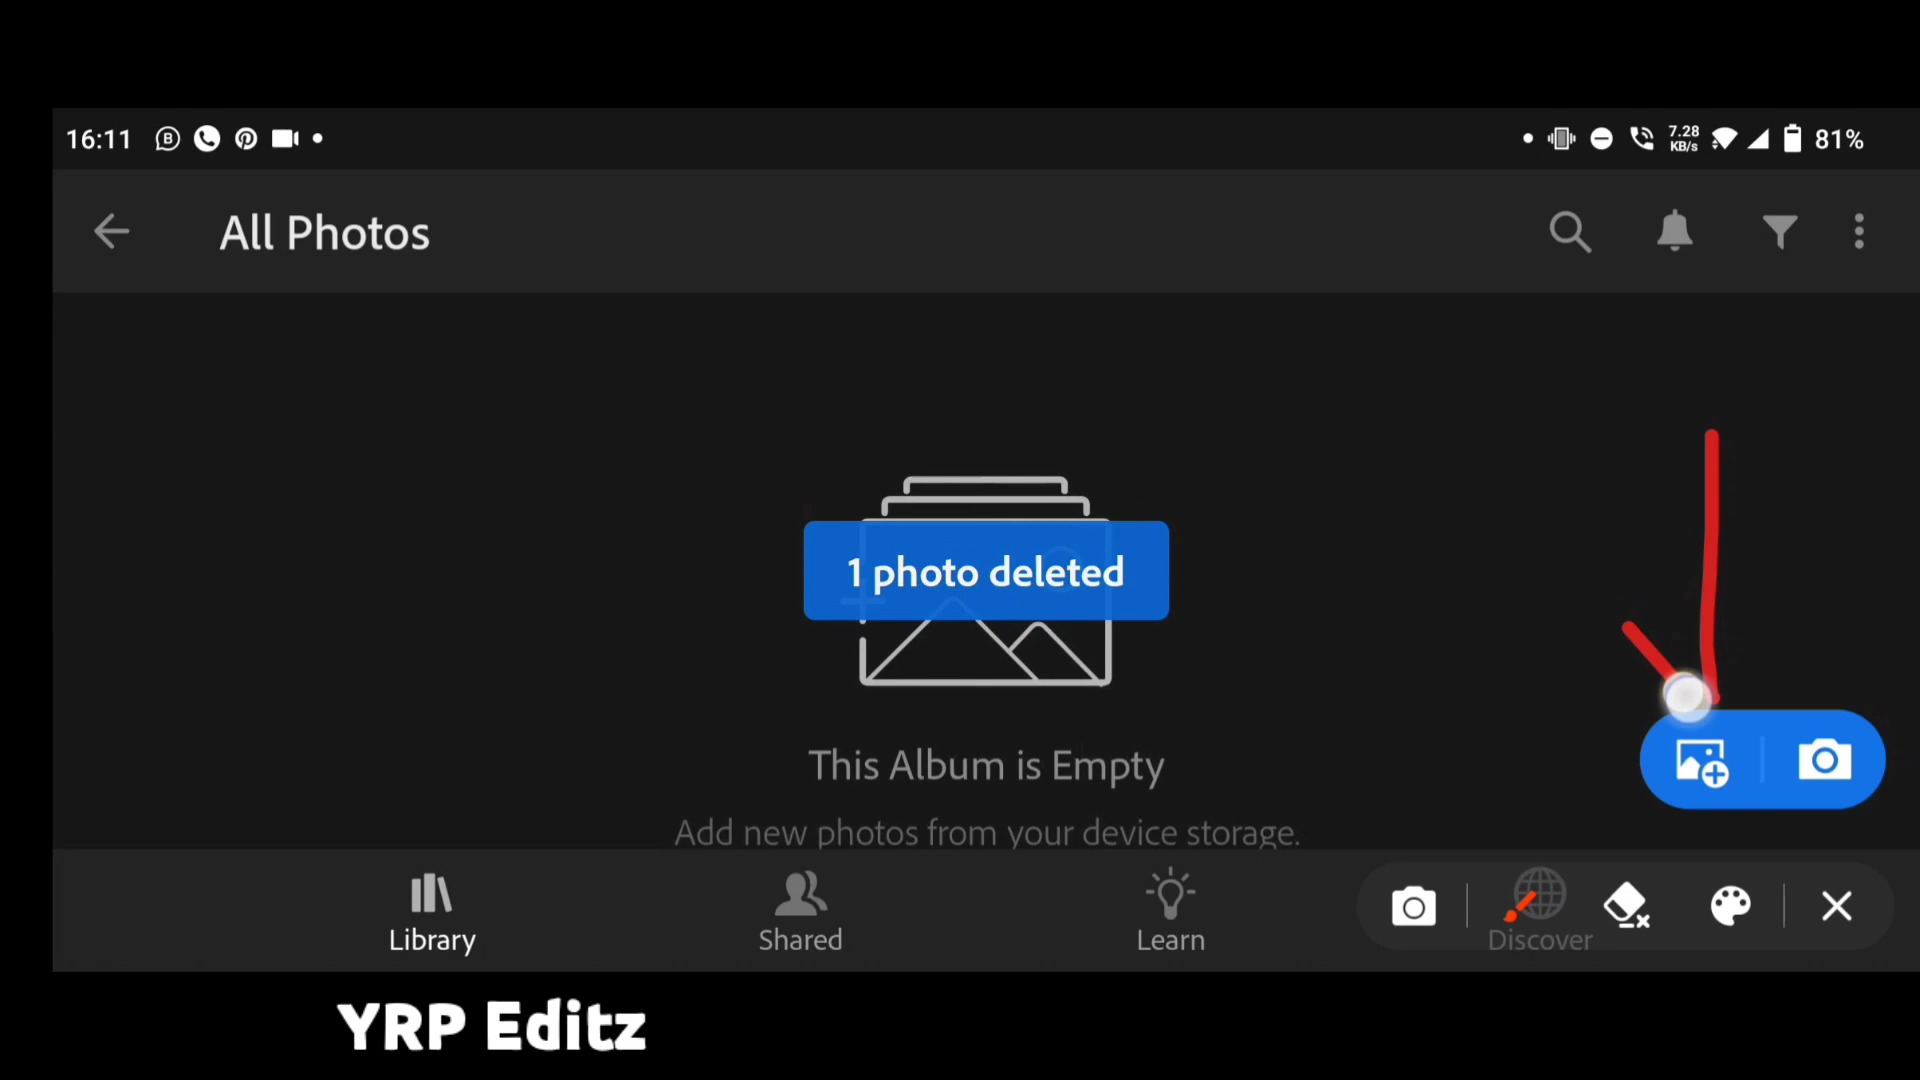 16:11
7.28
KB/s
81%
All Photos
1 photo deleted
This Album is Empty
Add new photos from your device storage.
Library
Shared
Learn
Discover
YRP Editz